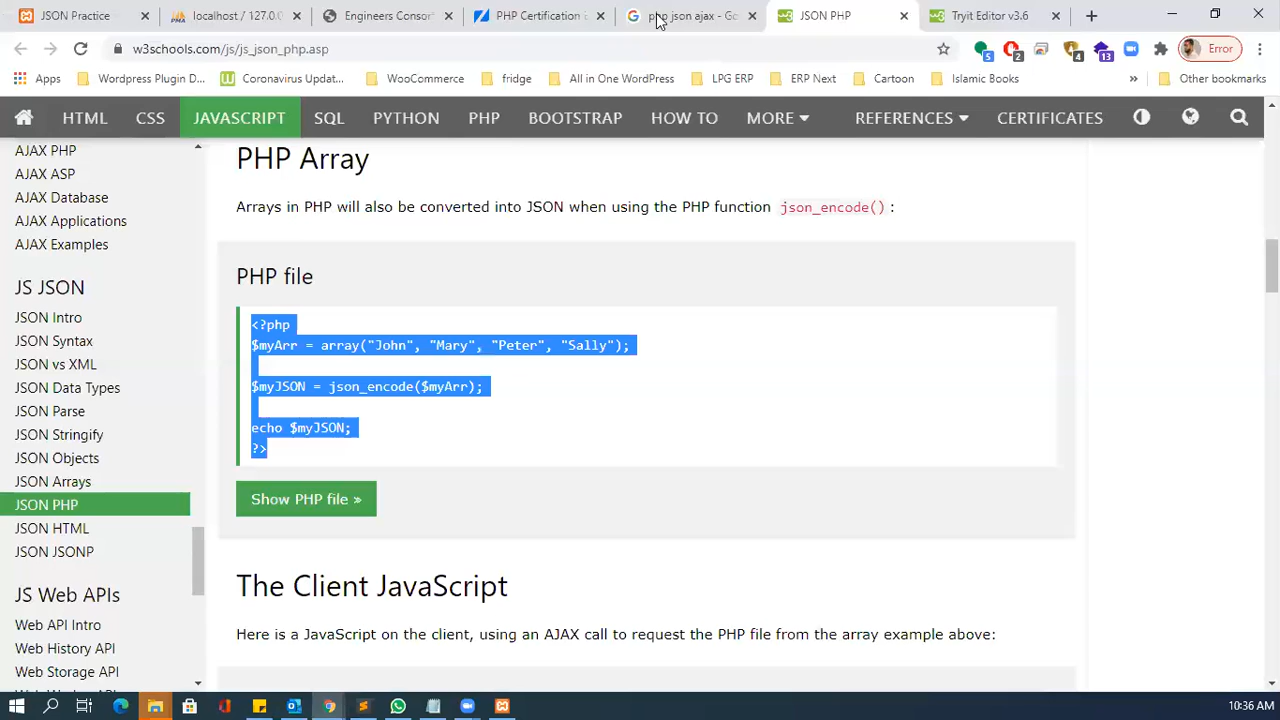 JSON Practice
localhost / 127.0.0
Engineers Consor
PHP Certification
php json ajax - Go
JSON PHP
Tryit Editor v3.6
w3schools.com/js/js_json_php.asp
5
2
4
13
Error
Apps
Wordpress Plugin D...
Coronavirus Updat...
WooCommerce
fridge
All in One WordPress
LPG ERP
ERP Next
Cartoon
Islamic Books
»
Other bookmarks
HTML
CSS
JAVASCRIPT
SQL
PYTHON
PHP
BOOTSTRAP
HOW TO
MORE
REFERENCES
CERTIFICATES
AJAX PHP
AJAX ASP
AJAX Database
AJAX Applications
AJAX Examples
JS JSON
JSON Intro
JSON Syntax
JSON vs XML
JSON Data Types
JSON Parse
JSON Stringify
JSON Objects
JSON Arrays
JSON PHP
JSON HTML
JSON JSONP
JS Web APIs
Web API Intro
Web History API
Web Storage API
PHP Array
Arrays in PHP will also be converted into JSON when using the PHP function json_encode() :
PHP file
<?php
$myArr = array("John", "Mary", "Peter", "Sally");
$myJSON = json_encode($myArr);
echo $myJSON;
?>
Show PHP file »
The Client JavaScript
Here is a JavaScript on the client, using an AJAX call to request the PHP file from the array example above:
10:36 AM